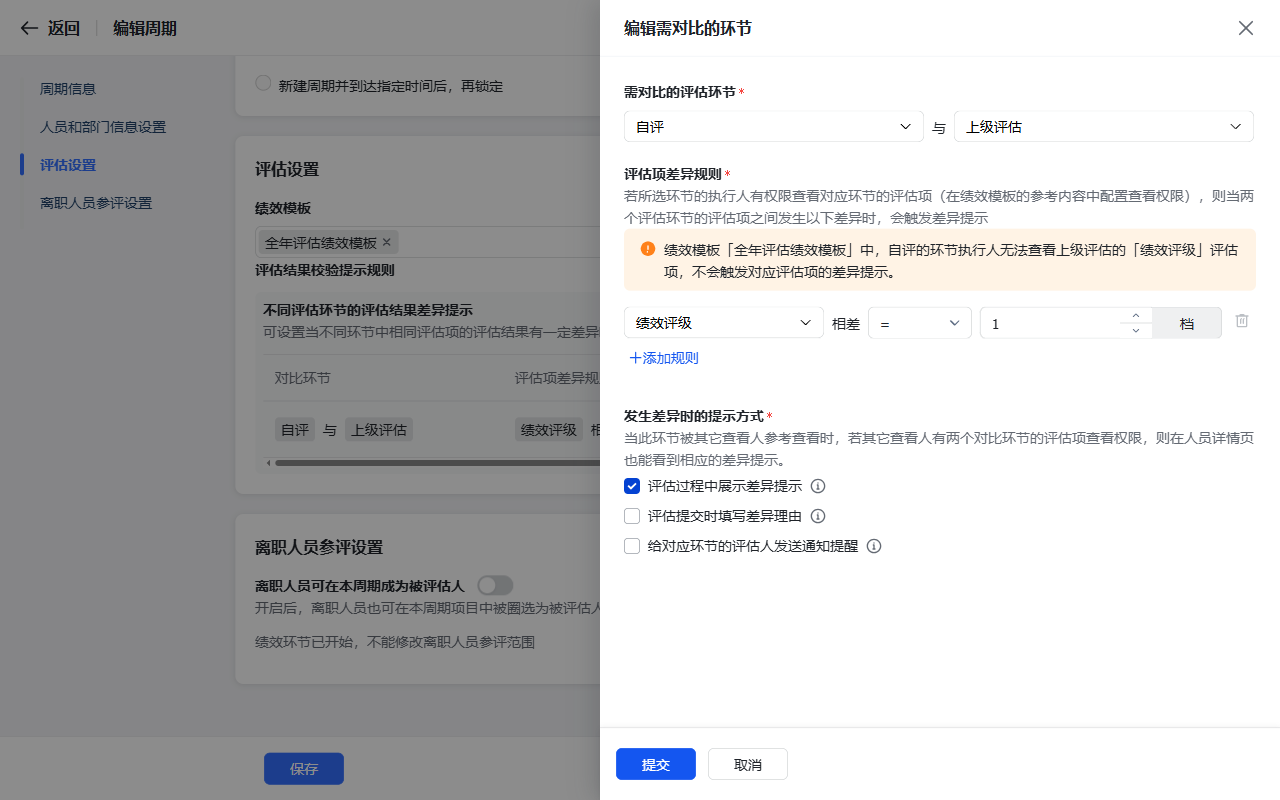 返回
编辑周期
周期信息
人员和部门信息设置
评估设置
离职人员参评设置
新建周期并到达指定时间后，再锁定
评估设置
绩效模板
全年评估绩效模板 ×
评估结果校验提示规则
不同评估环节的评估结果差异提示
可设置当不同环节中相同评估项的评估结果有一定差异
对比环节 评估项差异规
自评 与 上级评估 绩效评级
离职人员参评设置
离职人员可在本周期成为被评估人
开启后，离职人员也可在本周期项目中被圈选为被评估人
绩效环节已开始，不能修改离职人员参评范围
保存
编辑需对比的环节
需对比的评估环节*
自评 与 上级评估
评估项差异规则*
若所选环节的执行人有权限查看对应环节的评估项（在绩效模板的参考内容中配置查看权限），则当两
个评估环节的评估项之间发生以下差异时，会触发差异提示
绩效模板「全年评估绩效模板」中，自评的环节执行人无法查看上级评估的「绩效评级」评估
项，不会触发对应评估项的差异提示。
绩效评级 相差 = 1 档
+添加规则
发生差异时的提示方式*
当此环节被其它查看人参考查看时，若其它查看人有两个对比环节的评估项查看权限，则在人员详情页
也能看到相应的差异提示。
评估过程中展示差异提示
评估提交时填写差异理由
给对应环节的评估人发送通知提醒
提交 取消